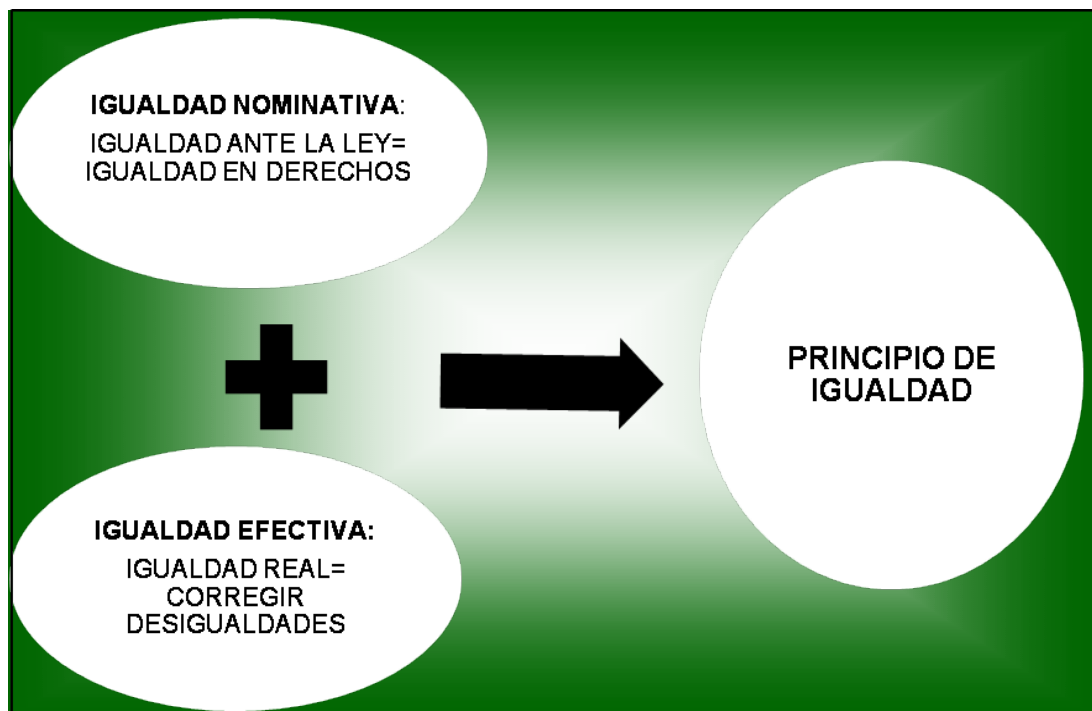 IGUALDAD NOMINATIVA:
IGUALDAD ANTE LA LEY=
IGUALDAD EN DERECHOS
IGUALDAD EFECTIVA:
IGUALDAD REAL=
CORREGIR
DESIGUALDADES
PRINCIPIO DE
IGUALDAD